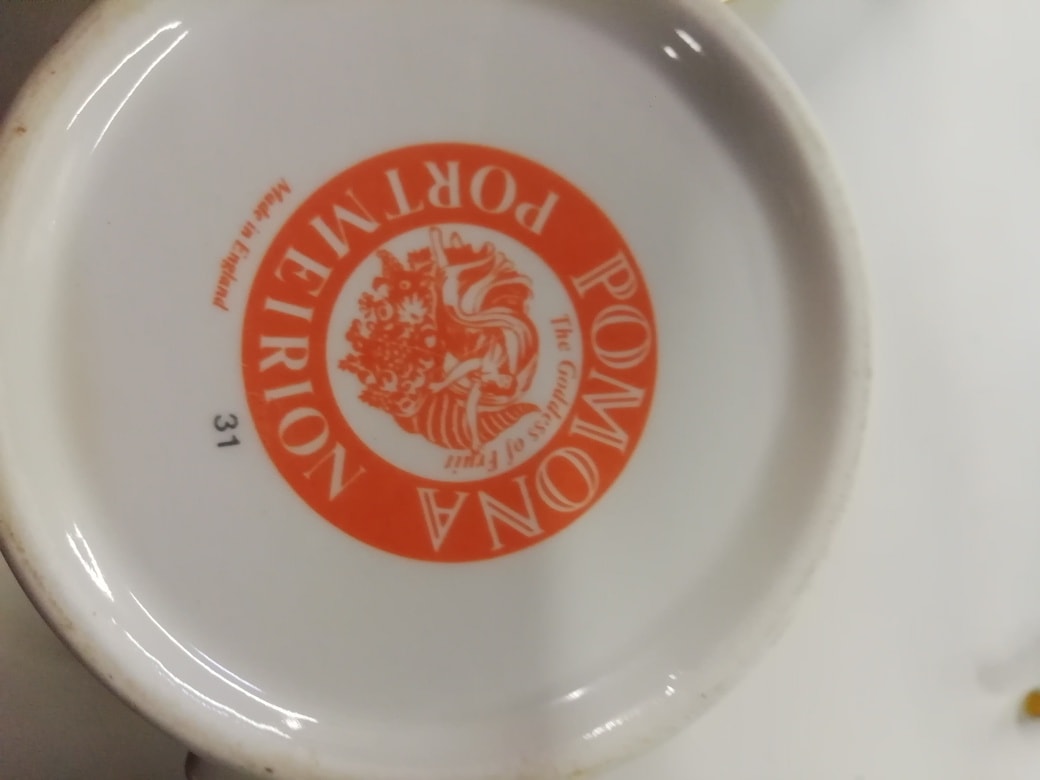 POMONA
The Goddess of Fruit
PORTMEIRION
Made in England
31